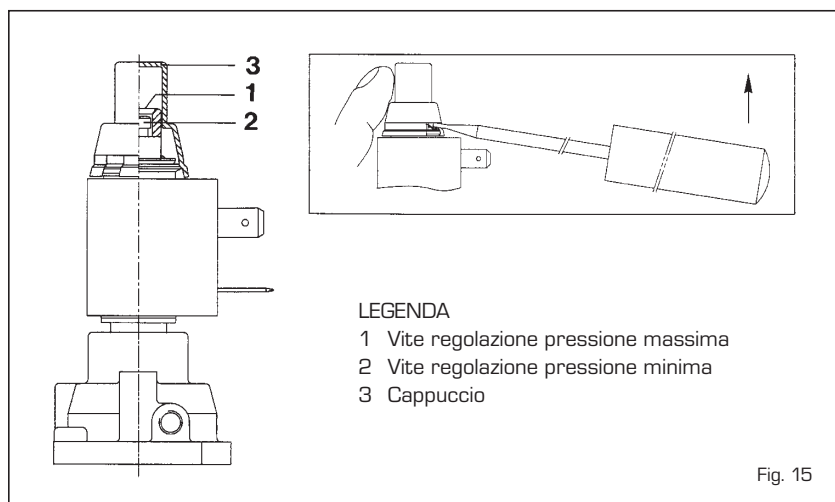 3
1
2
LEGENDA
1 Vite regolazione pressione massima
2 Vite regolazione pressione minima
3 Cappuccio
Fig. 15